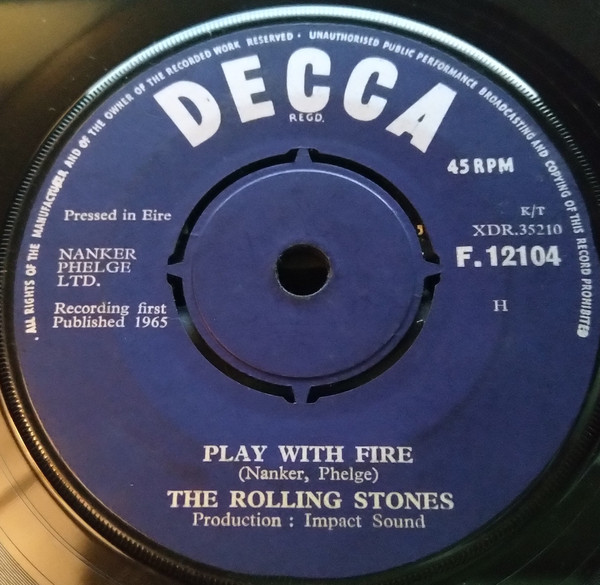 ALL RIGHTS OF THE MANUFACTURER AND OF THE OWNER OF THE RECORDED WORK RESERVED · UNAUTHORISED PUBLIC PERFORMANCE BROADCASTING AND COPYING OF THIS RECORD PROHIBITED
DECCA
REGD.
45 RPM
Pressed in Eire
K/T
XDR.35210
F.12104
NANKER
PHELGE
LTD.
Recording first
Published 1965
H
PLAY WITH FIRE
(Nanker, Phelge)
THE ROLLING STONES
Production : Impact Sound